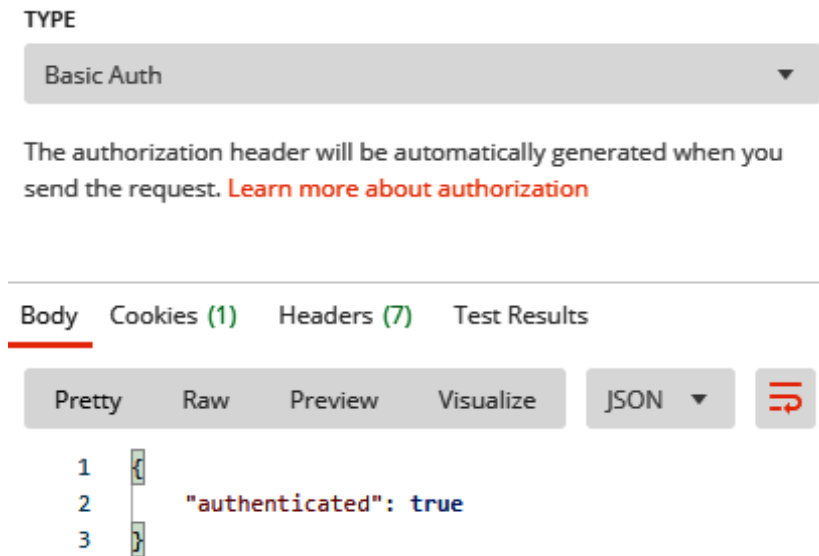 TYPE
Basic Auth
The authorization header will be automatically generated when you
send the request. Learn more about authorization
Body Cookies (1) Headers (7) Test Results
Pretty Raw Preview Visualize JSON
1 {
2 "authenticated": true
3 }